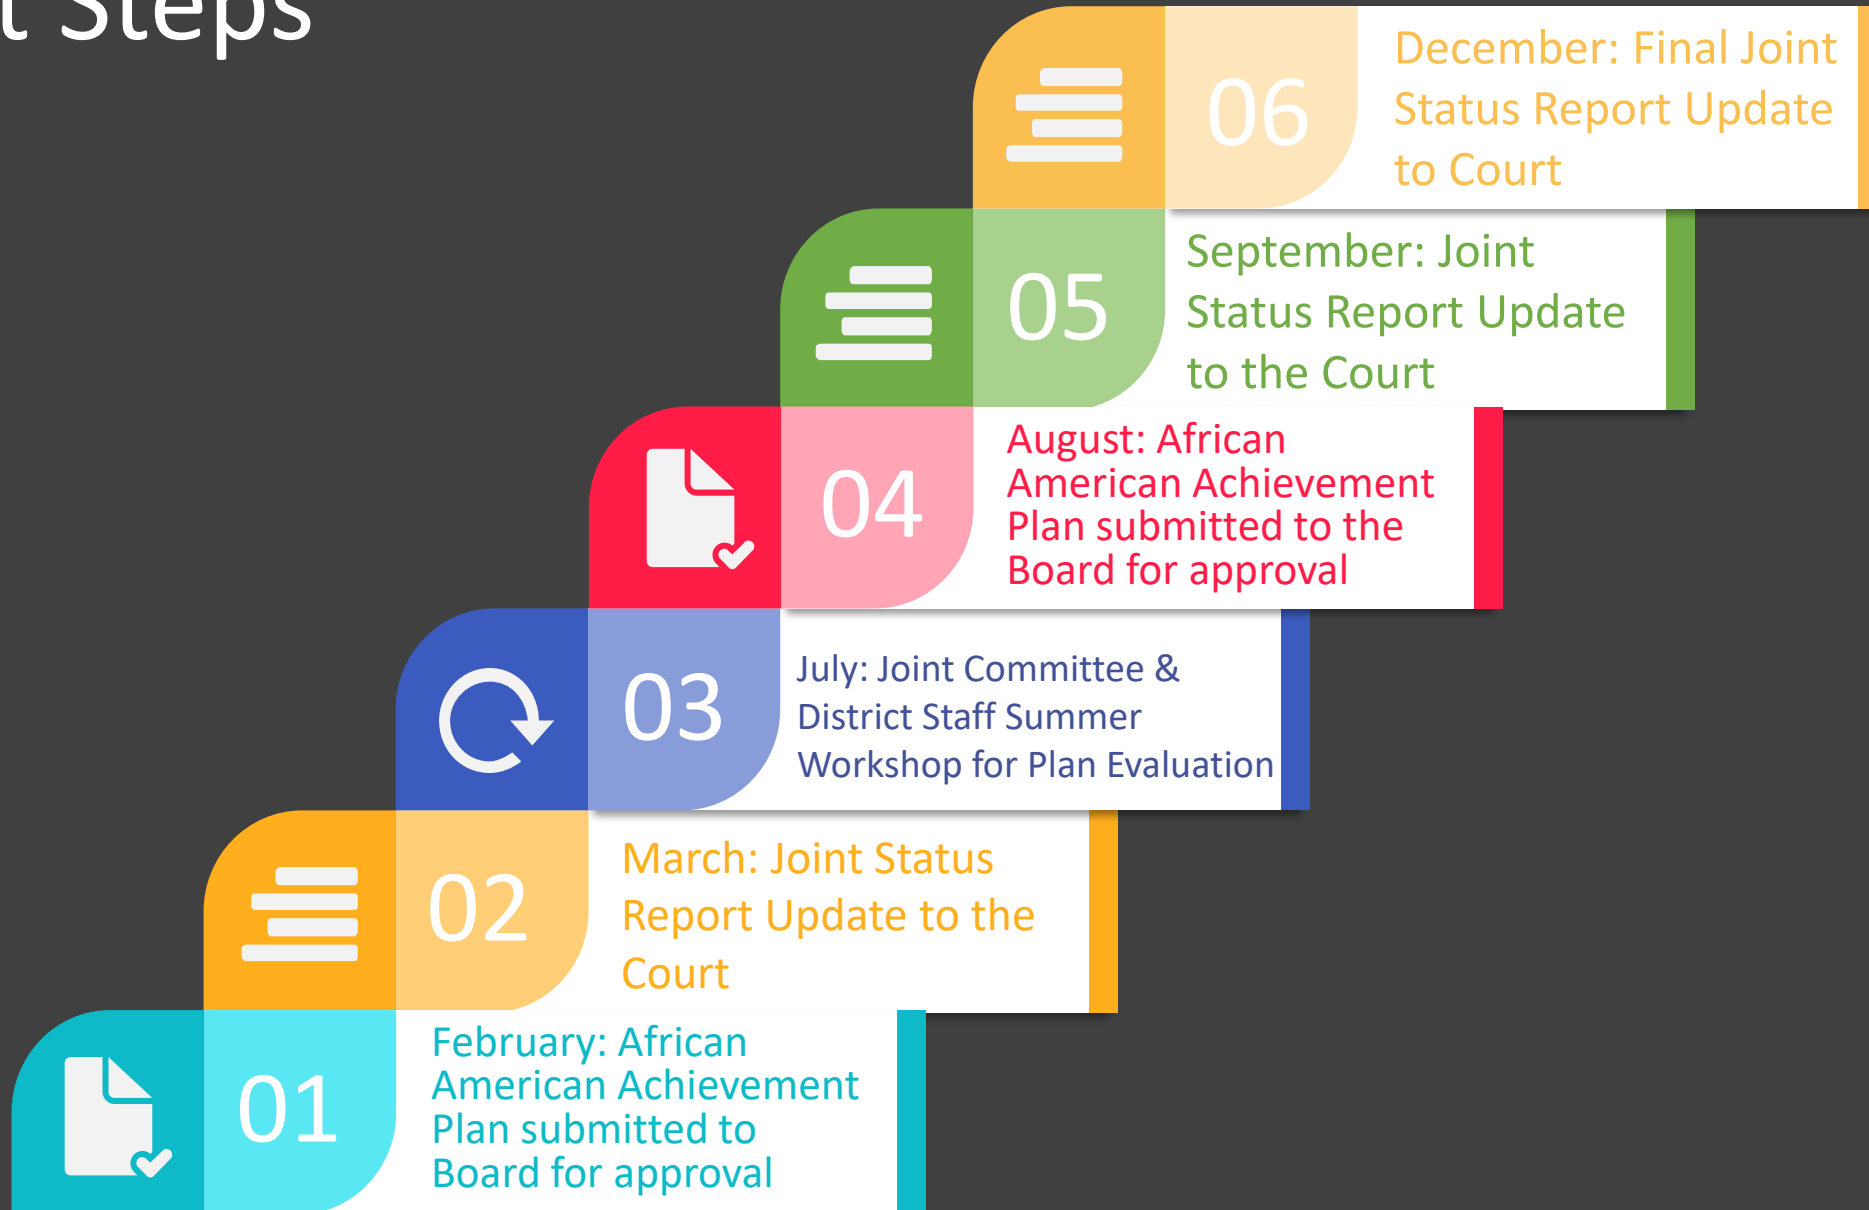 Steps
06
December: Final Joint
Status Report Update
to Court
05
September: Joint
Status Report Update
to the Court
04
August: African
American Achievement
Plan submitted to the
Board for approval
03
July: Joint Committee &
District Staff Summer
Workshop for Plan Evaluation
02
March: Joint Status
Report Update to the
Court
01
February: African
American Achievement
Plan submitted to
Board for approval